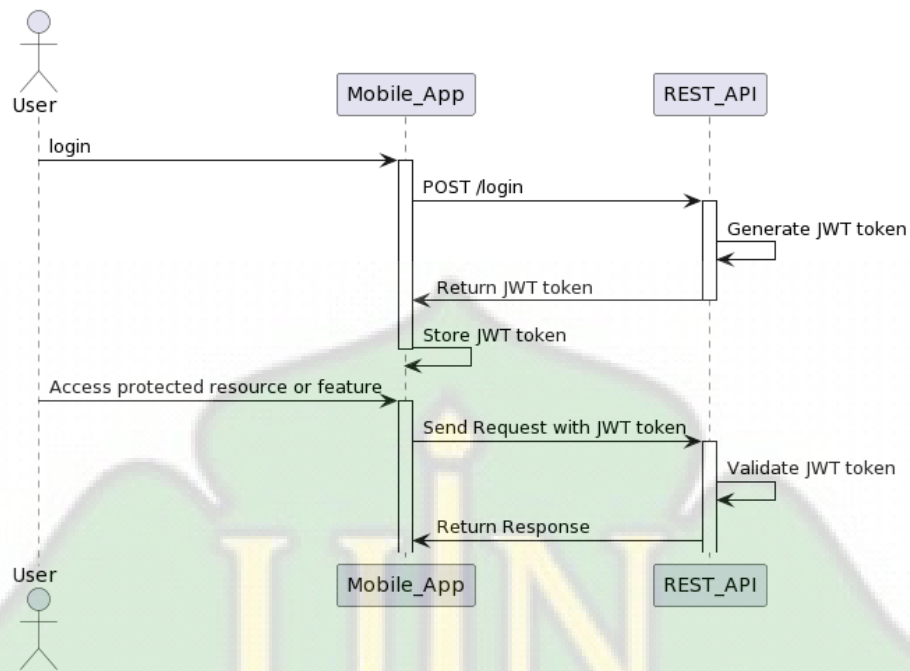 User
Mobile_App
REST_API
login
POST /login
Generate JWT token
Return JWT token
Store JWT token
Access protected resource or feature
Send Request with JWT token
Validate JWT token
Return Response
User
Mobile_App
REST_API
UIN